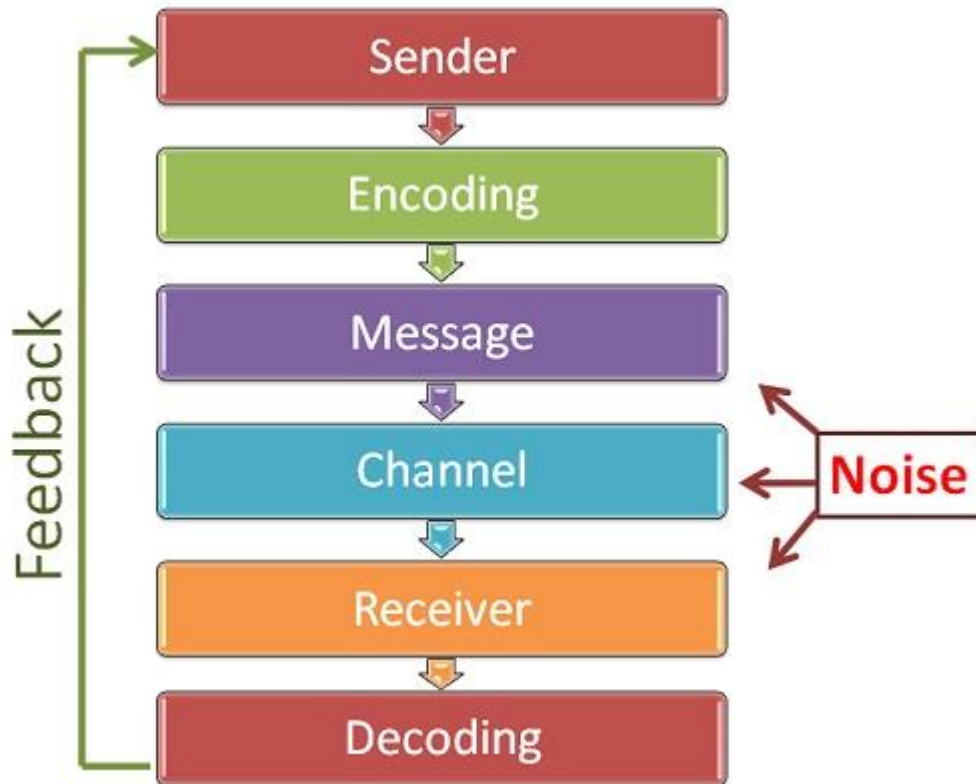 Sender
Encoding
Message
Channel
Receiver
Decoding
Feedback
Noise